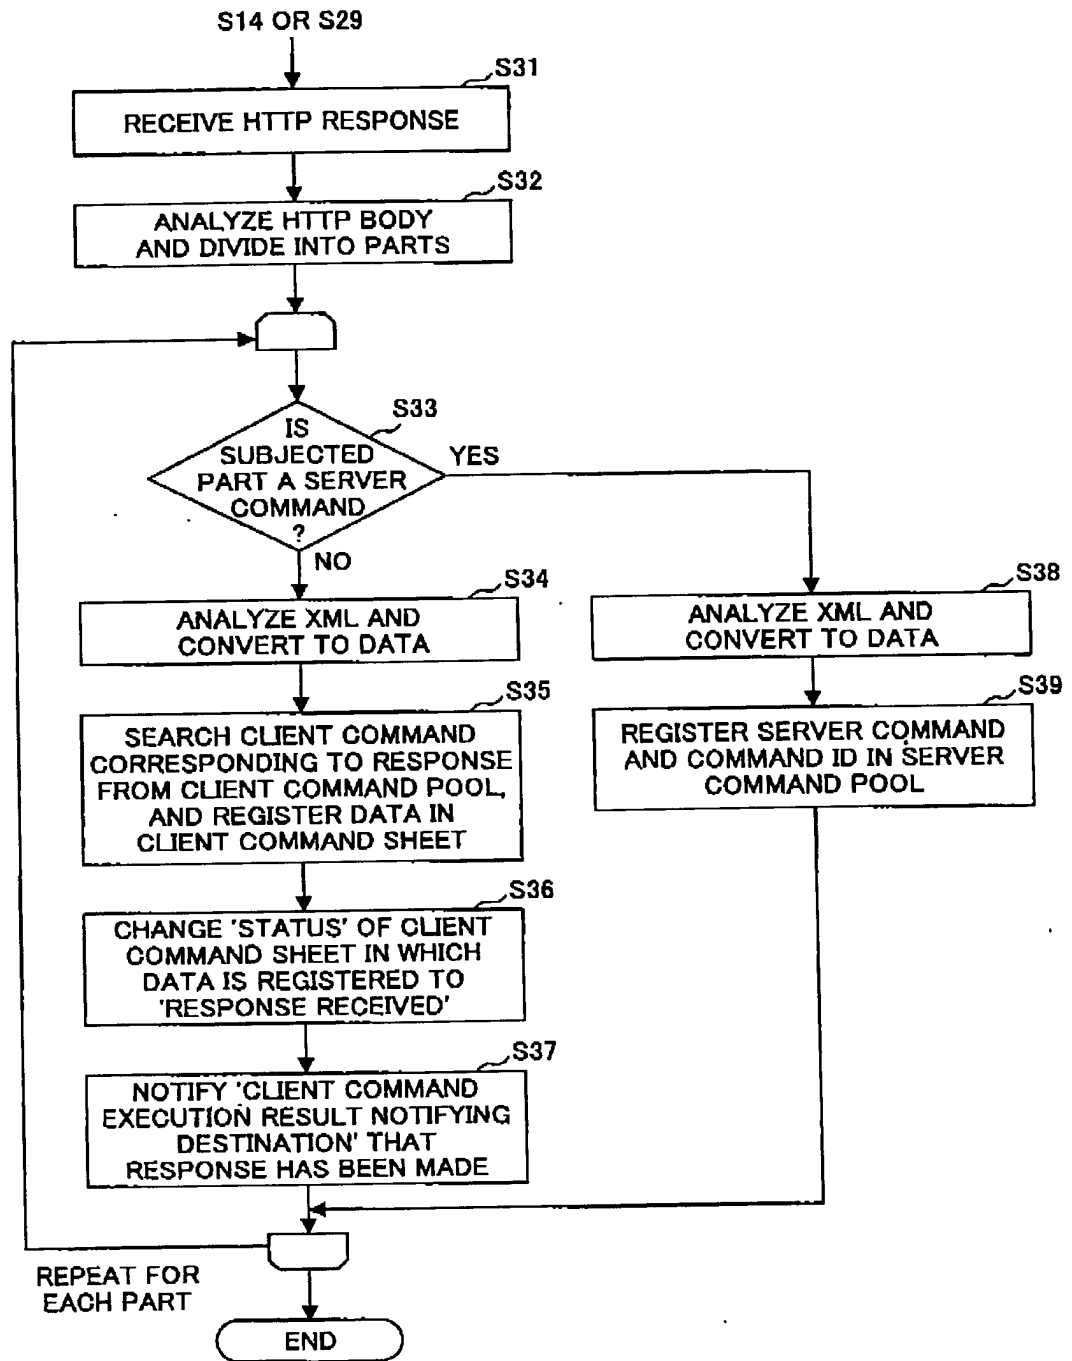 S14 OR S29
S31
RECEIVE HTTP RESPONSE
S32
ANALYZE HTTP BODY
AND DIVIDE INTO PARTS
S33
IS
SUBJECTED
PART A SERVER
COMMAND
?
YES
NO
S34
ANALYZE XML AND
CONVERT TO DATA
S35
SEARCH CLIENT COMMAND
CORRESPONDING TO RESPONSE
FROM CLIENT COMMAND POOL,
AND REGISTER DATA IN
CLIENT COMMAND SHEET
S36
CHANGE 'STATUS' OF CLIENT
COMMAND SHEET IN WHICH
DATA IS REGISTERED TO
'RESPONSE RECEIVED'
S37
NOTIFY 'CLIENT COMMAND
EXECUTION RESULT NOTIFYING
DESTINATION' THAT
RESPONSE HAS BEEN MADE
S38
ANALYZE XML AND
CONVERT TO DATA
S39
REGISTER SERVER COMMAND
AND COMMAND ID IN SERVER
COMMAND POOL
REPEAT FOR
EACH PART
END